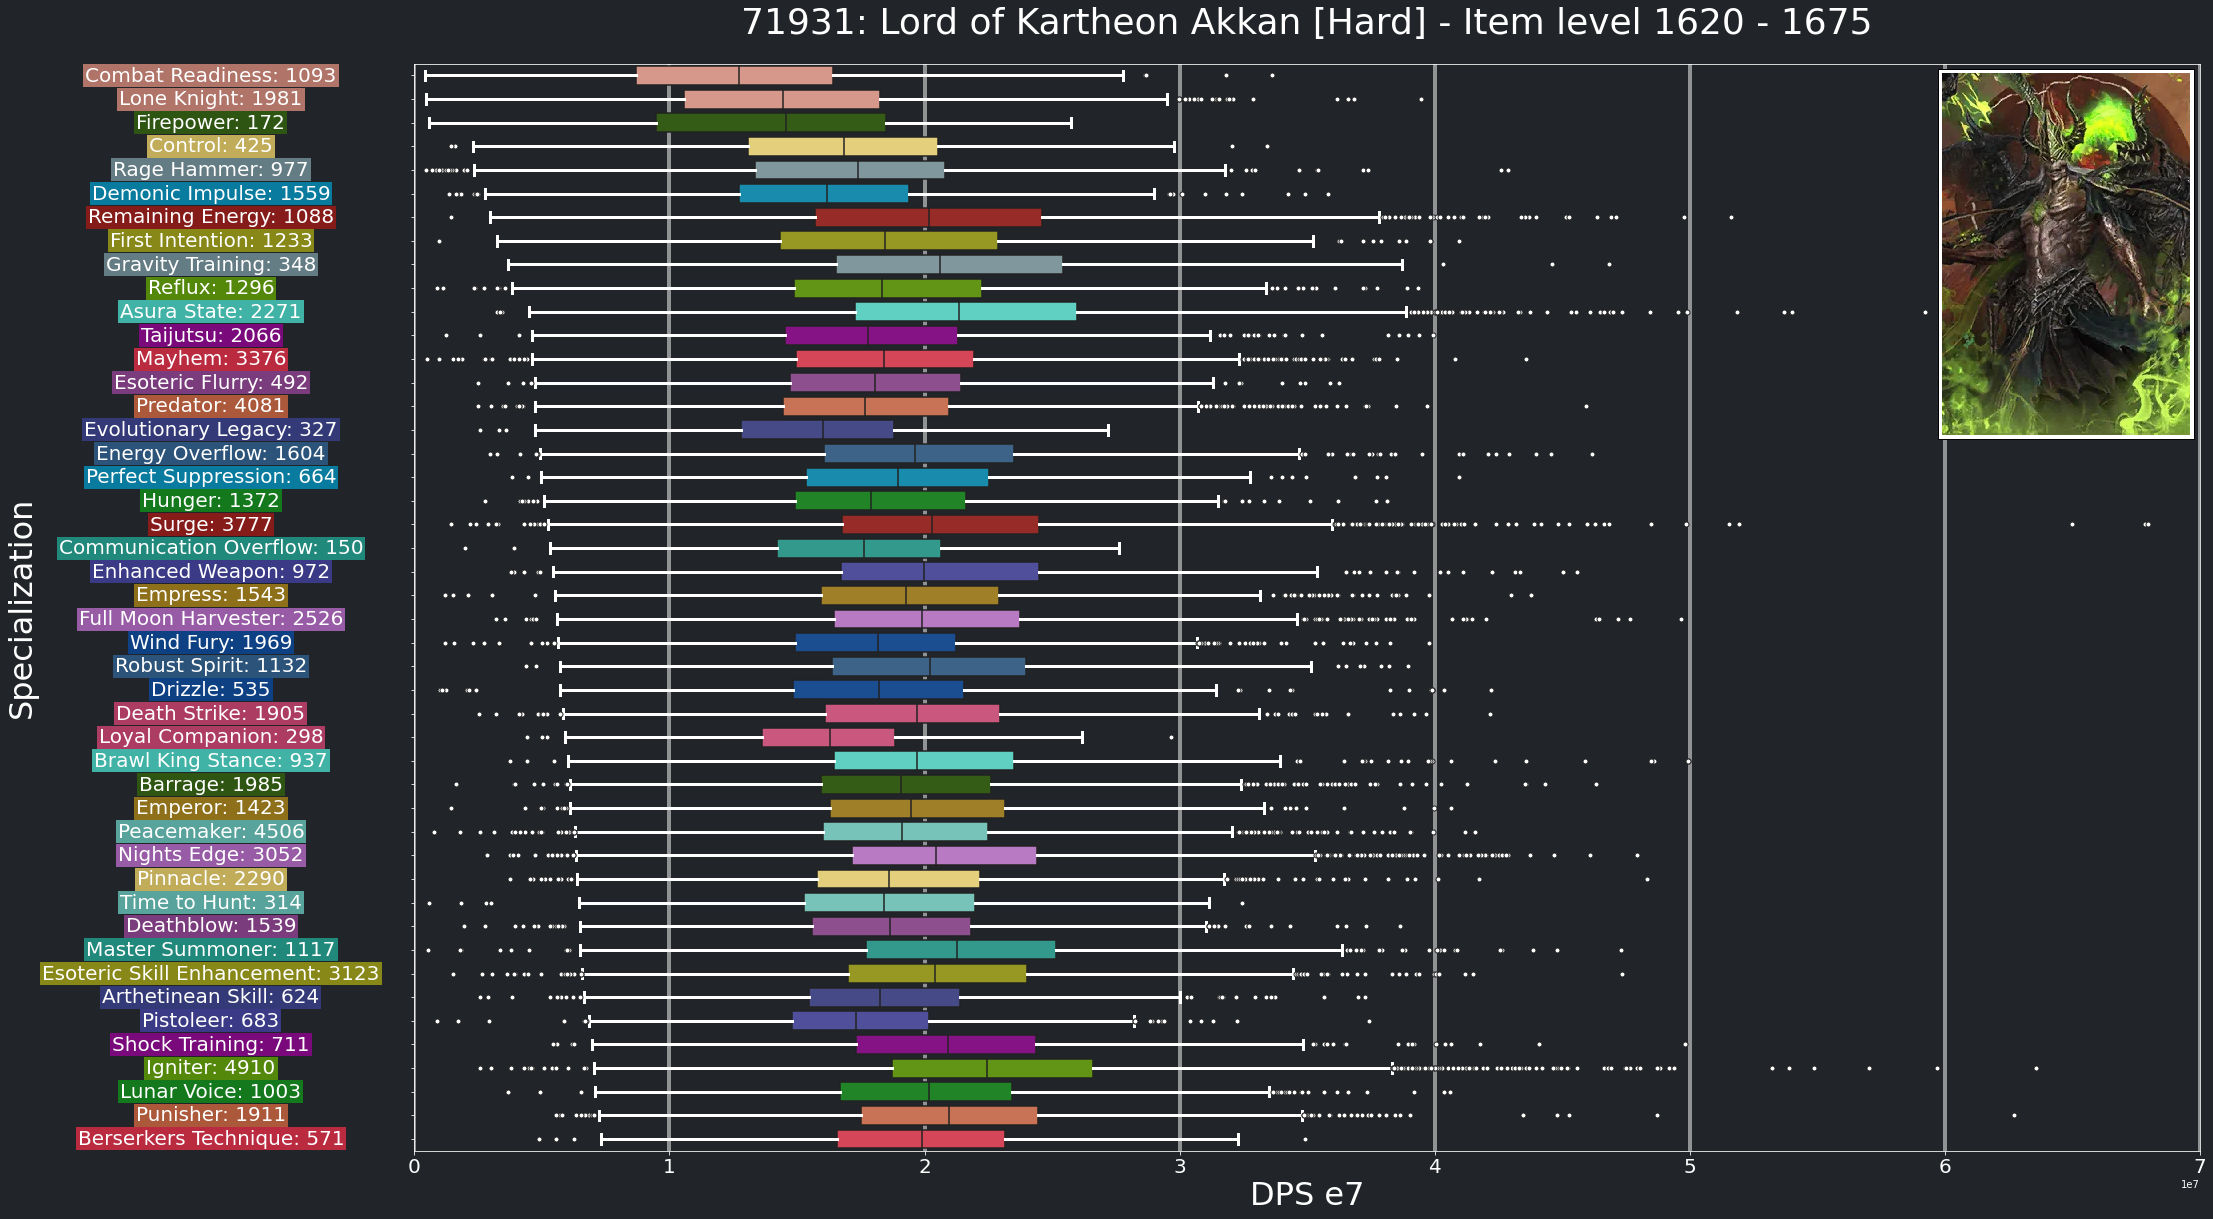 71931: Lord of Kartheon Akkan [Hard] - Item level 1620 - 1675
Specialization
Combat Readiness: 1093
Lone Knight: 1981
Firepower: 172
Control: 425
Rage Hammer: 977
Demonic Impulse: 1559
Remaining Energy: 1088
First Intention: 1233
Gravity Training: 348
Reflux: 1296
Asura State: 2271
Taijutsu: 2066
Mayhem: 3376
Esoteric Flurry: 492
Predator: 4081
Evolutionary Legacy: 327
Energy Overflow: 1604
Perfect Suppression: 664
Hunger: 1372
Surge: 3777
Communication Overflow: 150
Enhanced Weapon: 972
Empress: 1543
Full Moon Harvester: 2526
Wind Fury: 1969
Robust Spirit: 1132
Drizzle: 535
Death Strike: 1905
Loyal Companion: 298
Brawl King Stance: 937
Barrage: 1985
Emperor: 1423
Peacemaker: 4506
Nights Edge: 3052
Pinnacle: 2290
Time to Hunt: 314
Deathblow: 1539
Master Summoner: 1117
Esoteric Skill Enhancement: 3123
Arthetinean Skill: 624
Pistoleer: 683
Shock Training: 711
Igniter: 4910
Lunar Voice: 1003
Punisher: 1911
Berserkers Technique: 571
0 1 2 3 4 5 6 7
DPS e7
1e7